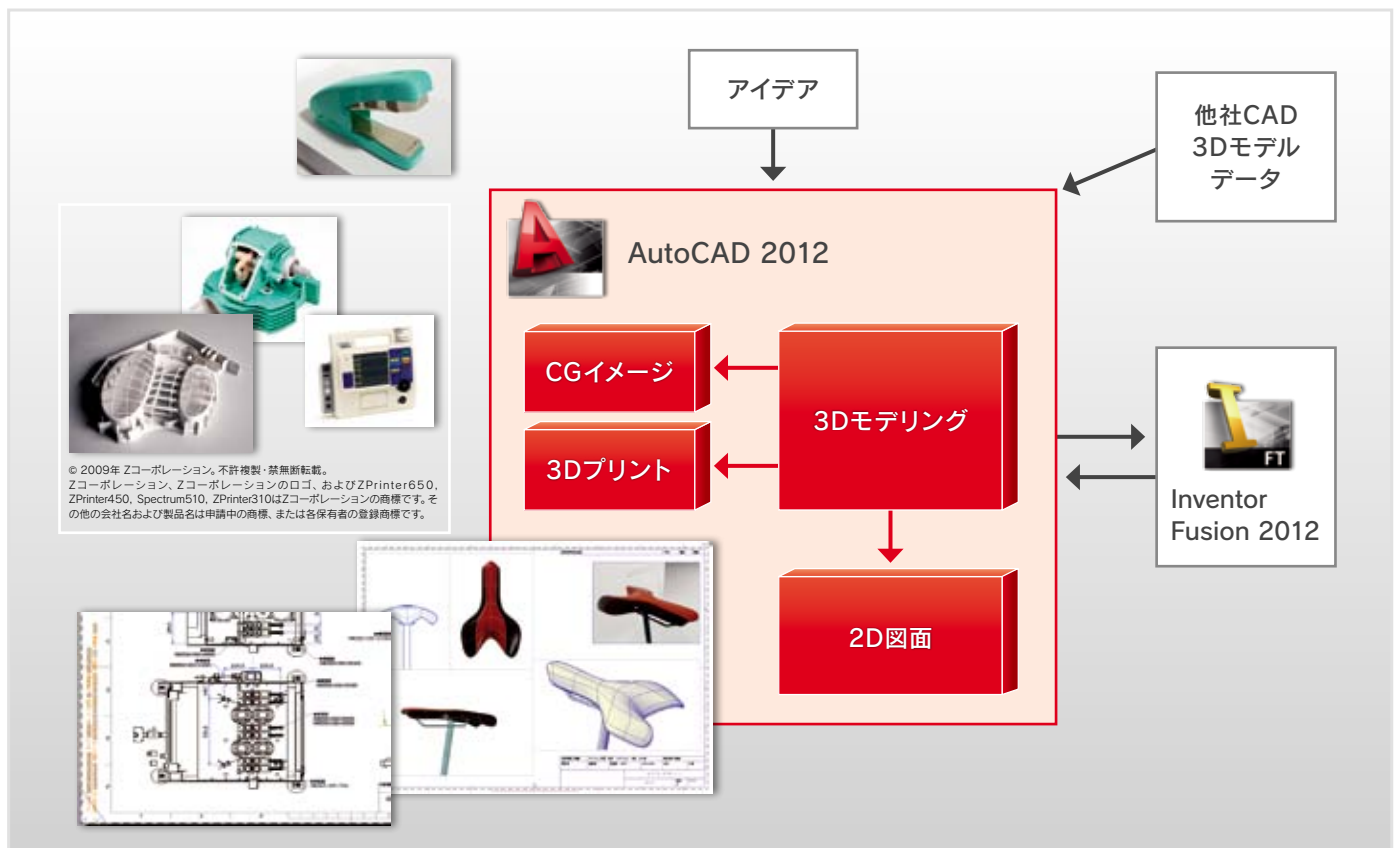 アイデア
他社CAD
3Dモデル
データ
AutoCAD 2012
CGイメージ
3Dモデリング
3Dプリント
2D図面
FT
Inventor
Fusion 2012
© 2009年 Zコーポレーション。不許複製・禁無断転載。
Zコーポレーション、Zコーポレーションのロゴ、およびZPrinter650,
ZPrinter450, Spectrum510, ZPrinter310はZコーポレーションの商標です。そ
の他の会社名および製品名は申請中の商標、または各保有者の登録商標です。